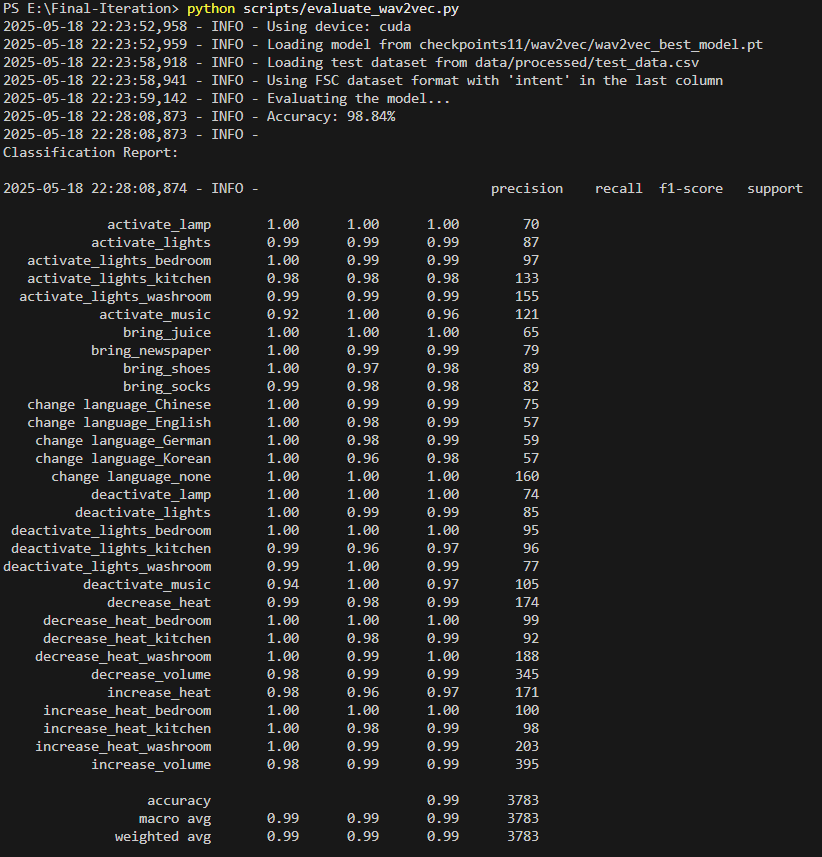 PS E:\Final-Iteration> python scripts/evaluate_wav2vec.py
2025-05-18 22:23:52,958 - INFO - Using device: cuda
2025-05-18 22:23:52,959 - INFO - Loading model from checkpoints11/wav2vec/wav2vec_best_model.pt
2025-05-18 22:23:58,918 - INFO - Loading test dataset from data/processed/test_data.csv
2025-05-18 22:23:58,941 - INFO - Using FSC dataset format with 'intent' in the last column
2025-05-18 22:23:59,142 - INFO - Evaluating the model...
2025-05-18 22:28:08,873 - INFO - Accuracy: 98.84%
2025-05-18 22:28:08,873 - INFO -
Classification Report:
2025-05-18 22:28:08,874 - INFO - precision recall f1-score support
activate_lamp 1.00 1.00 1.00 70
activate_lights 0.99 0.99 0.99 87
activate_lights_bedroom 1.00 0.99 0.99 97
activate_lights_kitchen 0.98 0.98 0.98 133
activate_lights_washroom 0.99 0.99 0.99 155
activate_music 0.92 1.00 0.96 121
bring_juice 1.00 1.00 1.00 65
bring_newspaper 1.00 0.99 0.99 79
bring_shoes 1.00 0.97 0.98 89
bring_socks 0.99 0.98 0.98 82
change language_Chinese 1.00 0.99 0.99 75
change language_English 1.00 0.98 0.99 57
change language_German 1.00 0.98 0.99 59
change language_Korean 1.00 0.96 0.98 57
change language_none 1.00 1.00 1.00 160
deactivate_lamp 1.00 1.00 1.00 74
deactivate_lights 1.00 0.99 0.99 85
deactivate_lights_bedroom 1.00 1.00 1.00 95
deactivate_lights_kitchen 0.99 0.96 0.97 96
deactivate_lights_washroom 0.99 1.00 0.99 77
deactivate_music 0.94 1.00 0.97 105
decrease_heat 0.99 0.98 0.99 174
decrease_heat_bedroom 1.00 1.00 1.00 99
decrease_heat_kitchen 1.00 0.98 0.99 92
decrease_heat_washroom 1.00 0.99 1.00 188
decrease_volume 0.98 0.99 0.99 345
increase_heat 0.98 0.96 0.97 171
increase_heat_bedroom 1.00 1.00 1.00 100
increase_heat_kitchen 1.00 0.98 0.99 98
increase_heat_washroom 1.00 0.99 0.99 203
increase_volume 0.98 0.99 0.99 395
accuracy 0.99 3783
macro avg 0.99 0.99 0.99 3783
weighted avg 0.99 0.99 0.99 3783